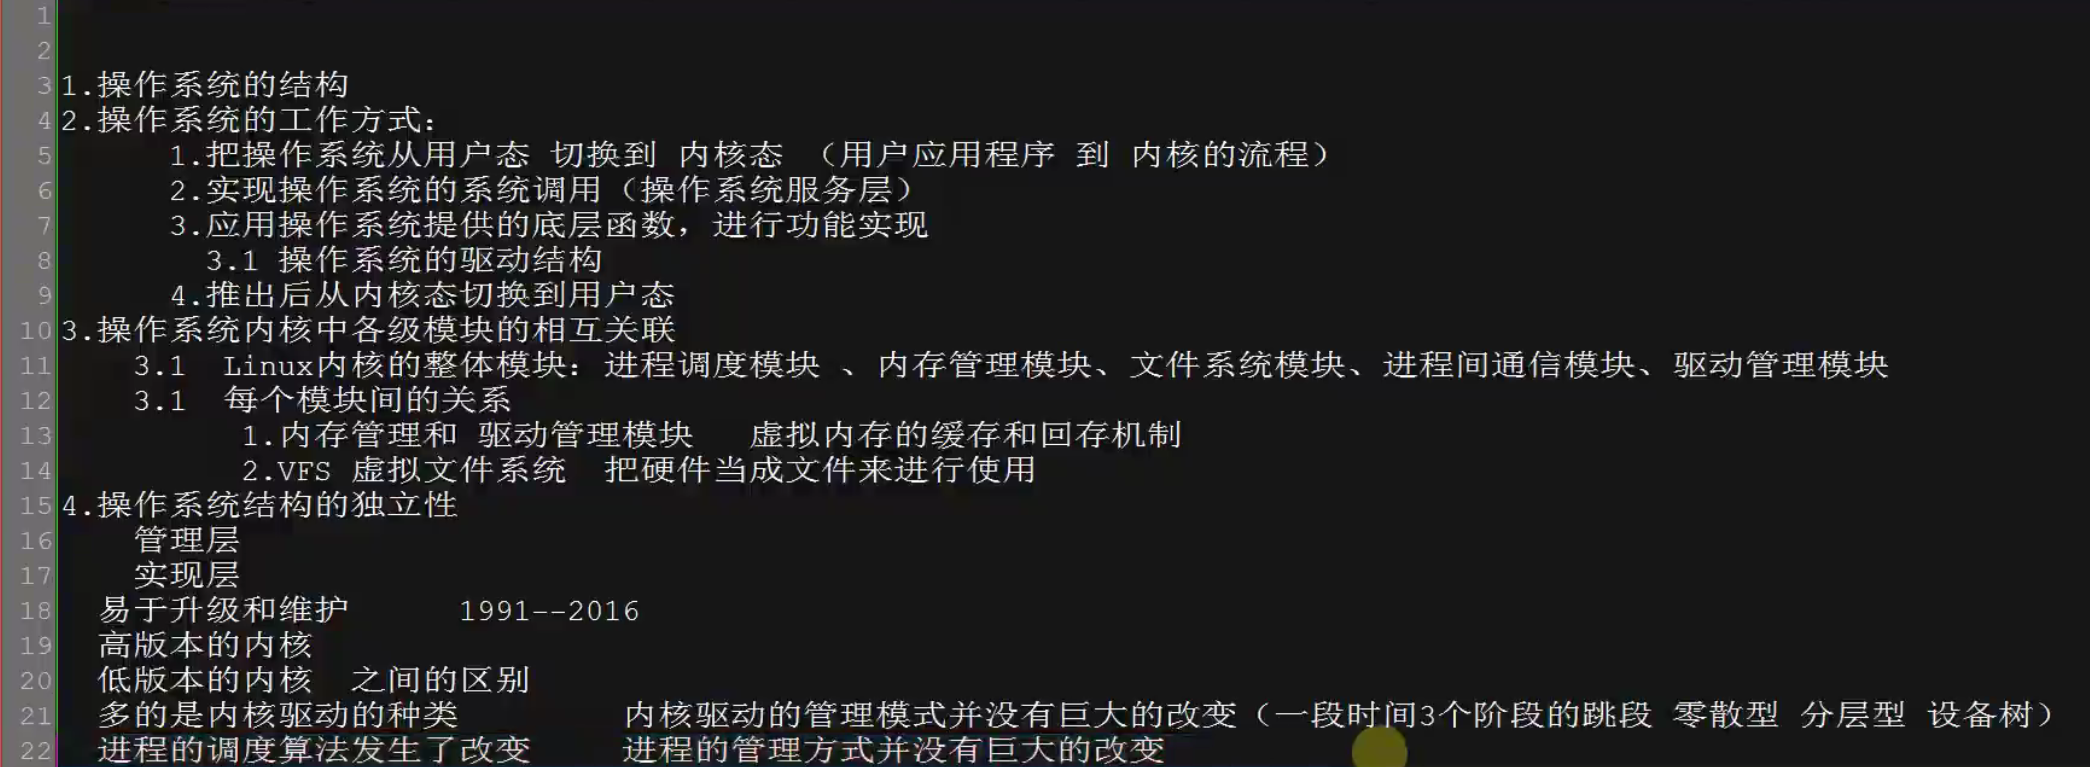 1
2
3 1.操作系统的结构
4 2.操作系统的工作方式:
5 1.把操作系统从用户态 切换到 内核态 （用户应用程序 到 内核的流程）
6 2.实现操作系统的系统调用（操作系统服务层）
7 3.应用操作系统提供的底层函数，进行功能实现
8 3.1 操作系统的驱动结构
9 4.推出后从内核态切换到用户态
10 3.操作系统内核中各级模块的相互关联
11 3.1 Linux内核的整体模块：进程调度模块 、内存管理模块、文件系统模块、进程间通信模块、驱动管理模块
12 3.1 每个模块间的关系
13 1.内存管理和 驱动管理模块 虚拟内存的缓存和回存机制
14 2.VFS 虚拟文件系统 把硬件当成文件来进行使用
15 4.操作系统结构的独立性
16 管理层
17 实现层
18 易于升级和维护 1991--2016
19 高版本的内核
20 低版本的内核 之间的区别
21 多的是内核驱动的种类 内核驱动的管理模式并没有巨大的改变（一段时间3个阶段的跳段 零散型 分层型 设备树）
22 进程的调度算法发生了改变 进程的管理方式并没有巨大的改变